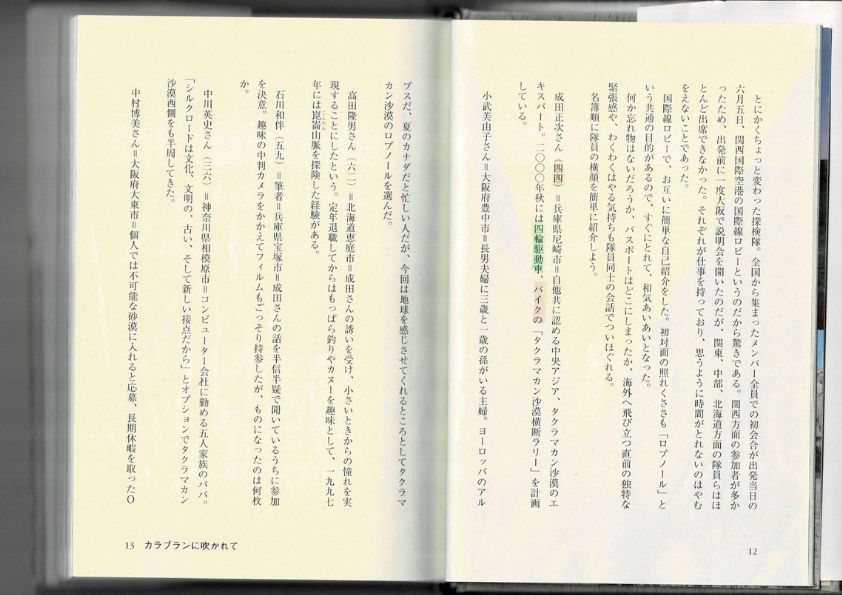 とにかくちょっと変わった探検隊。全国から集まったメンバー全員での初会合が出発当日の
六月五日、関西国際空港の国際線ロビーというのだから驚きである。関西方面の参加者が多か
ったため、出発前に一度大阪で説明会を開いたのだが、関東、中部、北海道方面の隊員らはほ
とんど出席できなかった。それぞれが仕事を持っており、思うように時間がとれないのはやむ
をえないことであった。
国際線ロビーで、お互いに簡単な自己紹介をした。初対面の照れくささも「ロプノール」と
いう共通の目的があるので、すぐにとれて、和気あいあいとなった。
何か忘れ物はないだろうか、パスポートはどこにしまったか、海外へ飛び立つ直前の独特な
緊張感や、わくわくはやる気持ちも隊員同士の会話でついほぐれる。
名簿順に隊員の横顔を簡単に紹介しよう。
成田正次さん(四四)=兵庫県尼崎市=自他共に認める中央アジア、タクラマカン沙漠のエ
キスパート。二〇〇〇年秋には四輪駆動車、バイクの「タクラマカン沙漠横断ラリー」を計画
している。
小武美由子さん=大阪府豊中市=長男夫婦に三歳と一歳の孫がいる主婦。ヨーロッパのアル
12
プスだ、夏のカナダだと忙しい人だが、今回は地球を感じさせてくれるところとしてタクラマ
カン沙漠のロプノールを選んだ。
高田隆男さん(六二)=北海道恵庭市=成田さんの誘いを受け、小さいときからの憧れを実
現することにしたという。定年退職してからはもっぱら釣りやカヌーを趣味として、一九九七
年には崑崙山脈を探険した経験がある。
石川和伴(五九)=筆者=兵庫県宝塚市=成田さんの話を半信半疑で聞いているうちに参加
を決意。趣味の中判カメラをかかえてフィルムもごっそり持参したが、ものになったのは何枚
か。
中川英史さん(三六)=神奈川県相模原市=コンピューター会社に勤める五人家族のパパ。
「シルクロードは文化、文明の、古い、そして新しい接点だから」とオプションでタクラマカン
沙漠西側をも半周してきた。
中村博美さん=大阪府大東市=個人では不可能な砂漠に入れると応募、長期休暇を取ったO
13 カラブランに吹かれて